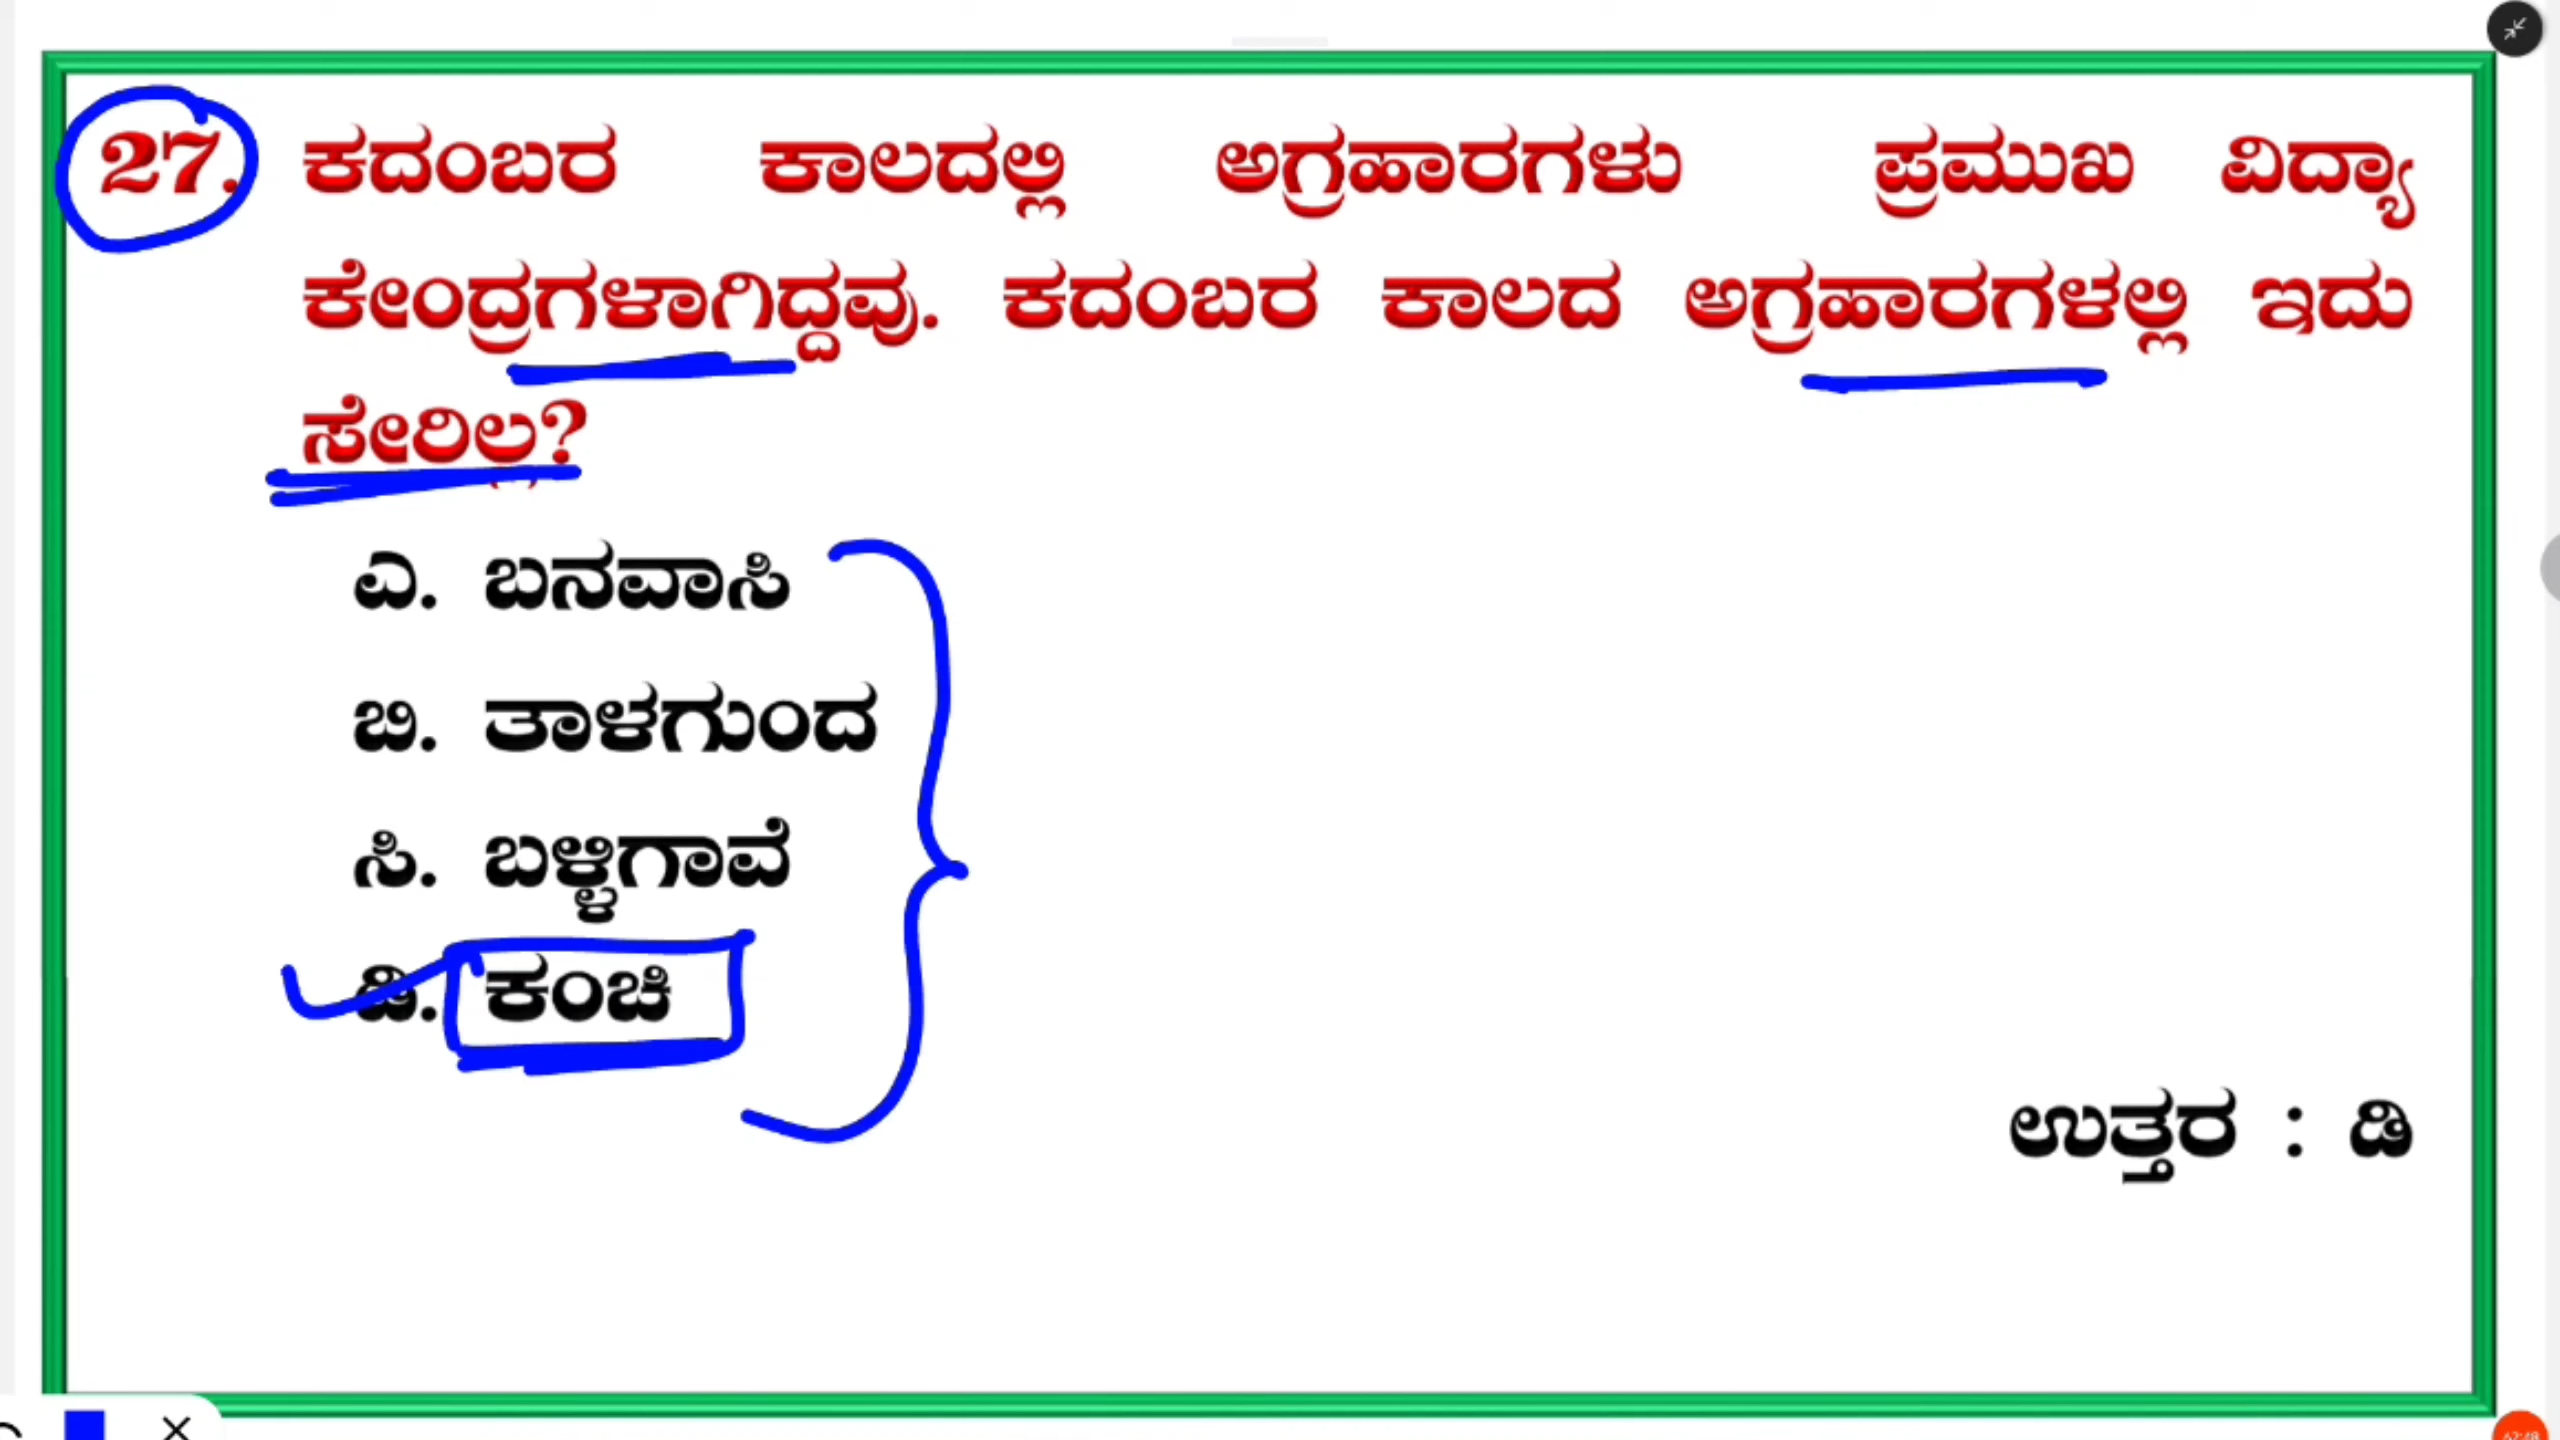 27. ಕದಂಬರ ಕಾಲದಲ್ಲಿ ಅಗ್ರಹಾರಗಳು ಪ್ರಮುಖ ವಿದ್ಯಾ
ಕೇಂದ್ರಗಳಾಗಿದ್ದವು. ಕದಂಬರ ಕಾಲದ ಅಗ್ರಹಾರಗಳಲ್ಲಿ ಇದು
ಸೇರಿಲ್ಲ?
ಎ. ಬನವಾಸಿ
ಬಿ. ತಾಳಗುಂದ
ಸಿ. ಬಳ್ಳಿಗಾವೆ
ಡಿ. ಕಂಚಿ
ಉತ್ತರ : ಡಿ